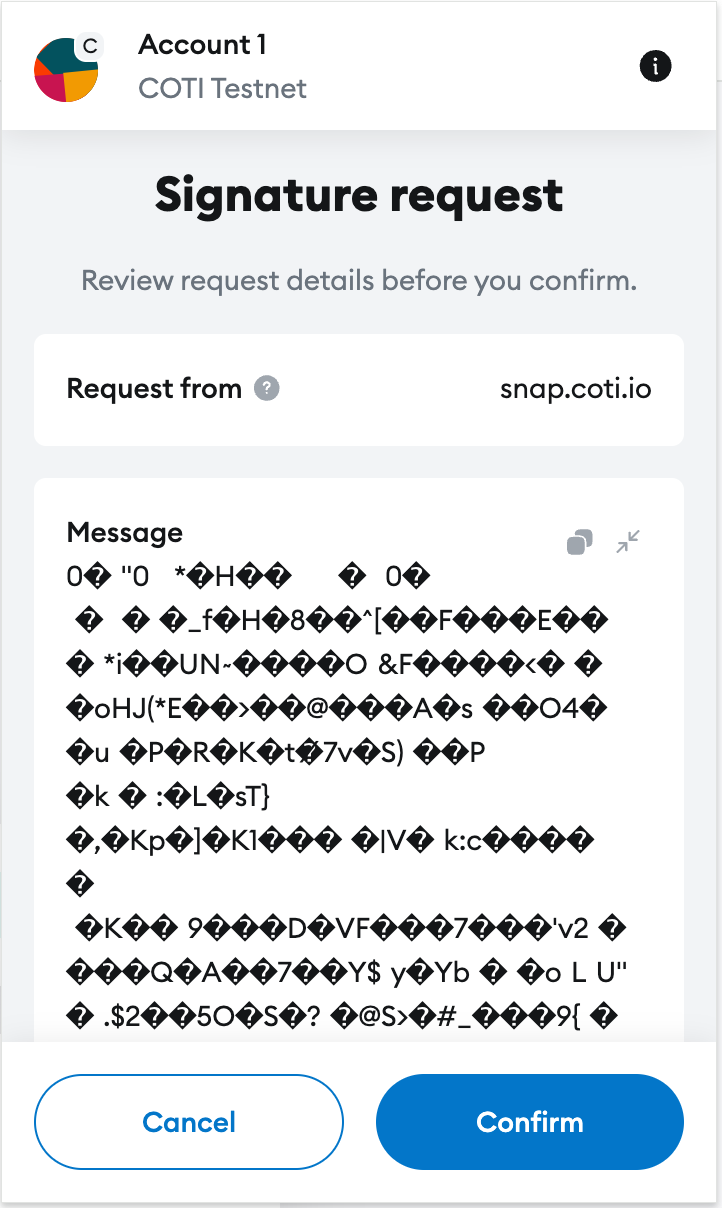 C
Account 1
COTI Testnet
Signature request
Review request details before you confirm.
Request from
snap.coti.io
Message
0� "0 *�H�� � 0�
� � �_f�H�8��^[��F���E��
� *i��UN~����O &F����<� �
�oHJ(*E��>��@���A�s ��O4�
�u �P�R�K�t�7v�S) ��P
�k � :�L�sT}
�,�Kp�]�K1��� �|V� k:c����
�
�K�� 9���D�VF���7���'v2 �
���Q�A��7��Y$ y�Yb � �o L U"
� .$2��5O�S�? �@S>�#_���9{ �
Cancel
Confirm